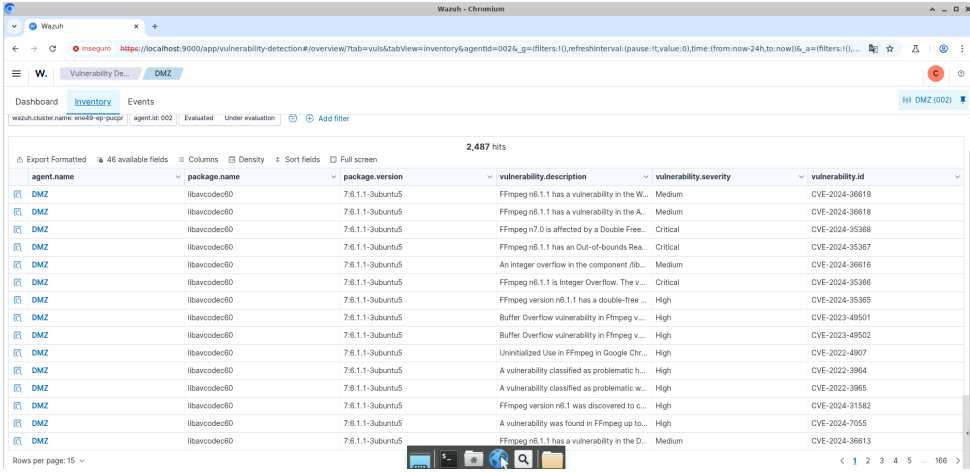 Wazuh - Chromium
Wazuh
Inseguro https://localhost:9000/app/vulnerability-detection#/overview/?tab=vuls&tabView=inventory&agentId=002&_g=(filters:!(),refreshInterval:(pause:!t,value:0),time:(from:now-24h,to:now))&_a=(filters:!(),...
W. Vulnerability De... DMZ C
Dashboard Inventory Events DMZ (002)
wazuh.cluster.name: ene49-ep-pucpr agent.id: 002 Evaluated Under evaluation Add filter
2,487 hits
Export Formatted 46 available fields Columns Density Sort fields Full screen
agent.name package.name package.version vulnerability.description vulnerability.severity vulnerability.id
DMZ libavcodec60 7:6.1.1-3ubuntu5 FFmpeg n6.1.1 has a vulnerability in the W... Medium CVE-2024-36619
DMZ libavcodec60 7:6.1.1-3ubuntu5 FFmpeg n6.1.1 has a vulnerability in the A... Medium CVE-2024-36618
DMZ libavcodec60 7:6.1.1-3ubuntu5 FFmpeg n7.0 is affected by a Double Free... Critical CVE-2024-35368
DMZ libavcodec60 7:6.1.1-3ubuntu5 FFmpeg n6.1.1 has an Out-of-bounds Rea... Critical CVE-2024-35367
DMZ libavcodec60 7:6.1.1-3ubuntu5 An integer overflow in the component /lib... Medium CVE-2024-36616
DMZ libavcodec60 7:6.1.1-3ubuntu5 FFmpeg n6.1.1 is Integer Overflow. The v... Critical CVE-2024-35366
DMZ libavcodec60 7:6.1.1-3ubuntu5 FFmpeg version n6.1.1 has a double-free ... High CVE-2024-35365
DMZ libavcodec60 7:6.1.1-3ubuntu5 Buffer Overflow vulnerability in Ffmpeg v.... High CVE-2023-49501
DMZ libavcodec60 7:6.1.1-3ubuntu5 Buffer Overflow vulnerability in Ffmpeg v.... High CVE-2023-49502
DMZ libavcodec60 7:6.1.1-3ubuntu5 Uninitialized Use in FFmpeg in Google Chr... High CVE-2022-4907
DMZ libavcodec60 7:6.1.1-3ubuntu5 A vulnerability classified as problematic h... High CVE-2022-3964
DMZ libavcodec60 7:6.1.1-3ubuntu5 A vulnerability classified as problematic w... High CVE-2022-3965
DMZ libavcodec60 7:6.1.1-3ubuntu5 FFmpeg version n6.1 was discovered to c... High CVE-2024-31582
DMZ libavcodec60 7:6.1.1-3ubuntu5 A vulnerability was found in FFmpeg up to... High CVE-2024-7055
DMZ libavcodec60 7:6.1.1-3ubuntu5 FFmpeg n6.1.1 has a vulnerability in the D... Medium CVE-2024-36613
Rows per page: 15 1 2 3 4 5 ... 166